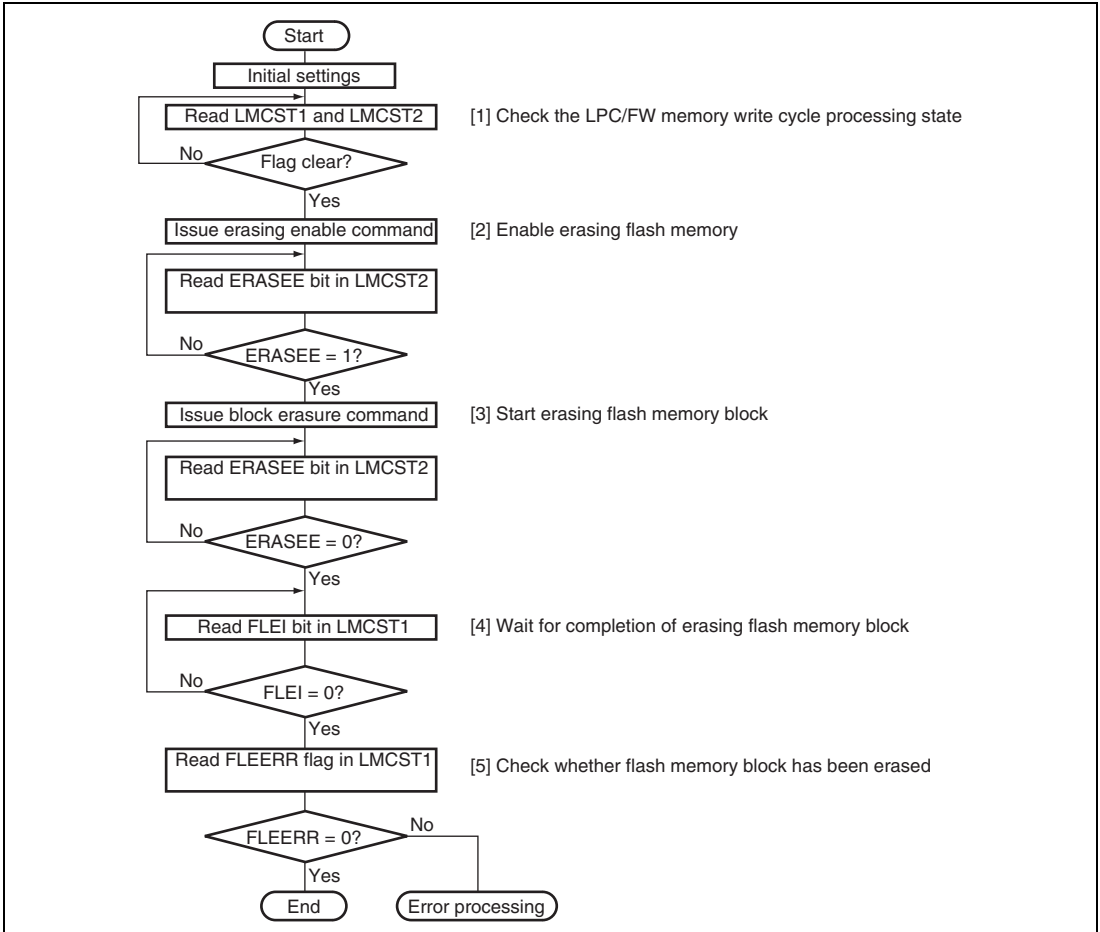 Start
Initial settings
Read LMCST1 and LMCST2
[1] Check the LPC/FW memory write cycle processing state
No
Flag clear?
Yes
Issue erasing enable command
[2] Enable erasing flash memory
Read ERASEE bit in LMCST2
No
ERASEE = 1?
Yes
Issue block erasure command
[3] Start erasing flash memory block
Read ERASEE bit in LMCST2
No
ERASEE = 0?
Yes
Read FLEI bit in LMCST1
[4] Wait for completion of erasing flash memory block
No
FLEI = 0?
Yes
Read FLEERR flag in LMCST1
[5] Check whether flash memory block has been erased
No
FLEERR = 0?
Yes
End
Error processing